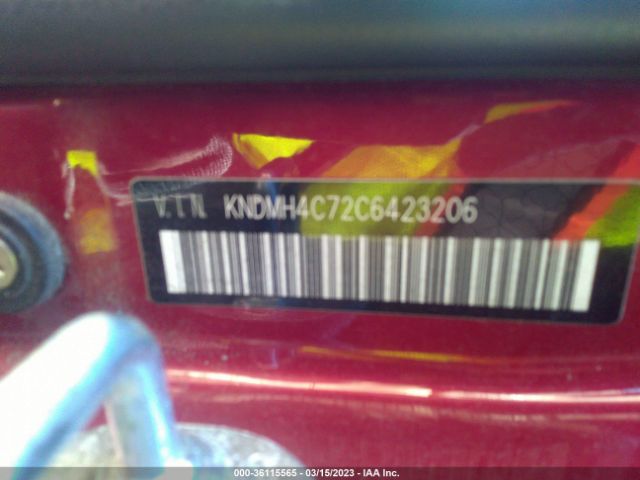 V.I.N. KNDMH4C72C6423206
000-36115565 | 03/15/2023 | IAA Inc.